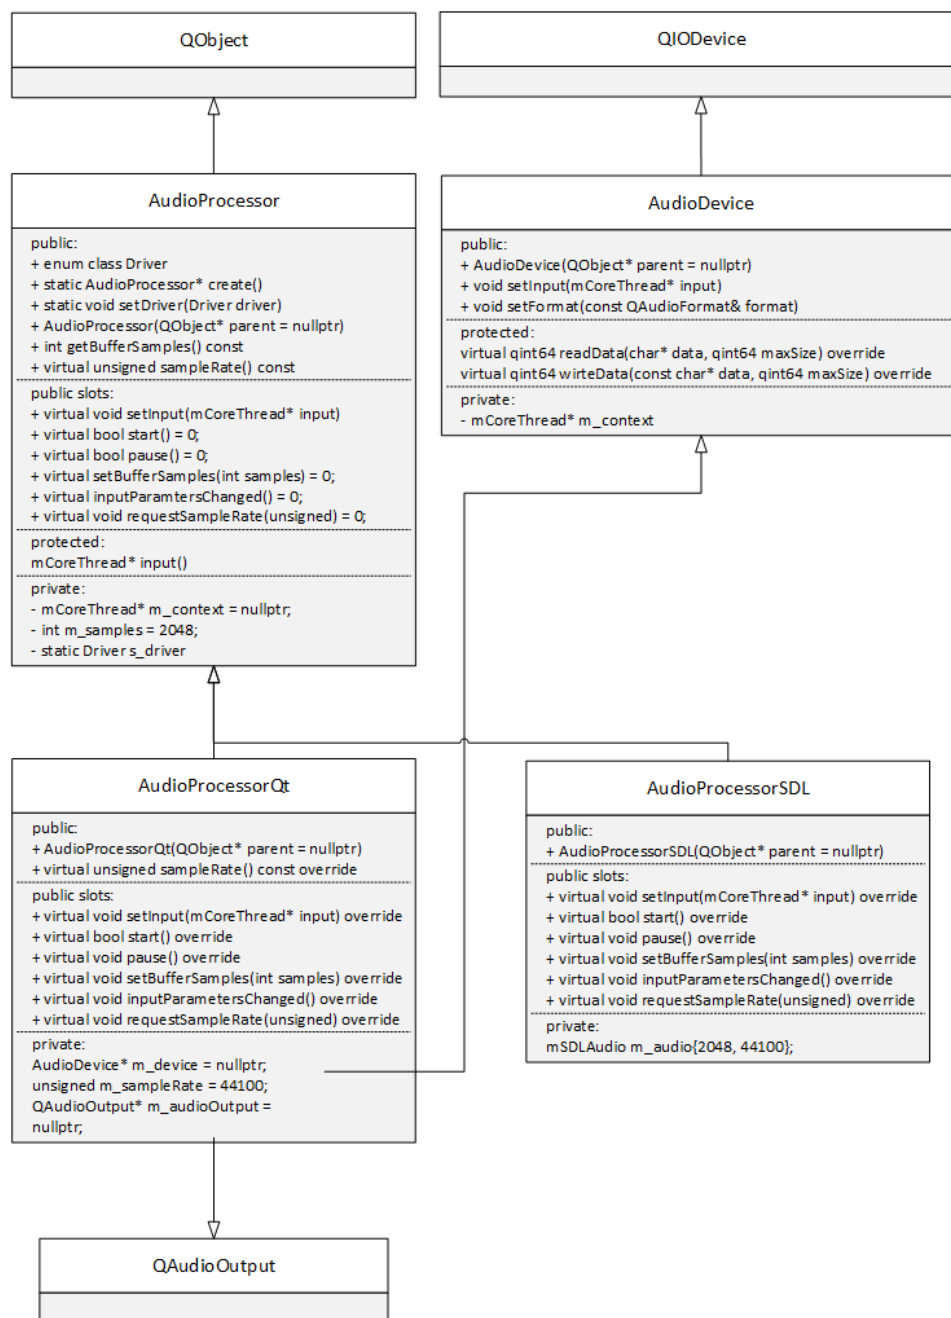 QObject
QIODevice
AudioProcessor
public:
+ enum class Driver
+ static AudioProcessor* create()
+ static void setDriver(Driver driver)
+ AudioProcessor(QObject* parent = nullptr)
+ int getBufferSamples() const
+ virtual unsigned sampleRate() const
public slots:
+ virtual void setInput(mCoreThread* input)
+ virtual bool start() = 0;
+ virtual bool pause() = 0;
+ virtual setBufferSamples(int samples) = 0;
+ virtual inputParamtersChanged() = 0;
+ virtual void requestSampleRate(unsigned) = 0;
protected:
mCoreThread* input()
private:
- mCoreThread* m_context = nullptr;
- int m_samples = 2048;
- static Driver s_driver
AudioDevice
public:
+ AudioDevice(QObject* parent = nullptr)
+ void setInput(mCoreThread* input)
+ void setFormat(const QAudioFormat& format)
protected:
virtual qint64 readData(char* data, qint64 maxSize) override
virtual qint64 wirteData(const char* data, qint64 maxSize) override
private:
- mCoreThread* m_context
AudioProcessorQt
public:
+ AudioProcessorQt(QObject* parent = nullptr)
+ virtual unsigned sampleRate() const override
public slots:
+ virtual void setInput(mCoreThread* input) override
+ virtual bool start() override
+ virtual void pause() override
+ virtual void setBufferSamples(int samples) override
+ virtual void inputParametersChanged() override
+ virtual void requestSampleRate(unsigned) override
private:
AudioDevice* m_device = nullptr;
unsigned m_sampleRate = 44100;
QAudioOutput* m_audioOutput =
nullptr;
AudioProcessorSDL
public:
+ AudioProcessorSDL(QObject* parent = nullptr)
public slots:
+ virtual void setInput(mCoreThread* input) override
+ virtual bool start() override
+ virtual void pause() override
+ virtual void setBufferSamples(int samples) override
+ virtual void inputParametersChanged() override
+ virtual void requestSampleRate(unsigned) override
private:
mSDLAudio m_audio{2048, 44100};
QAudioOutput